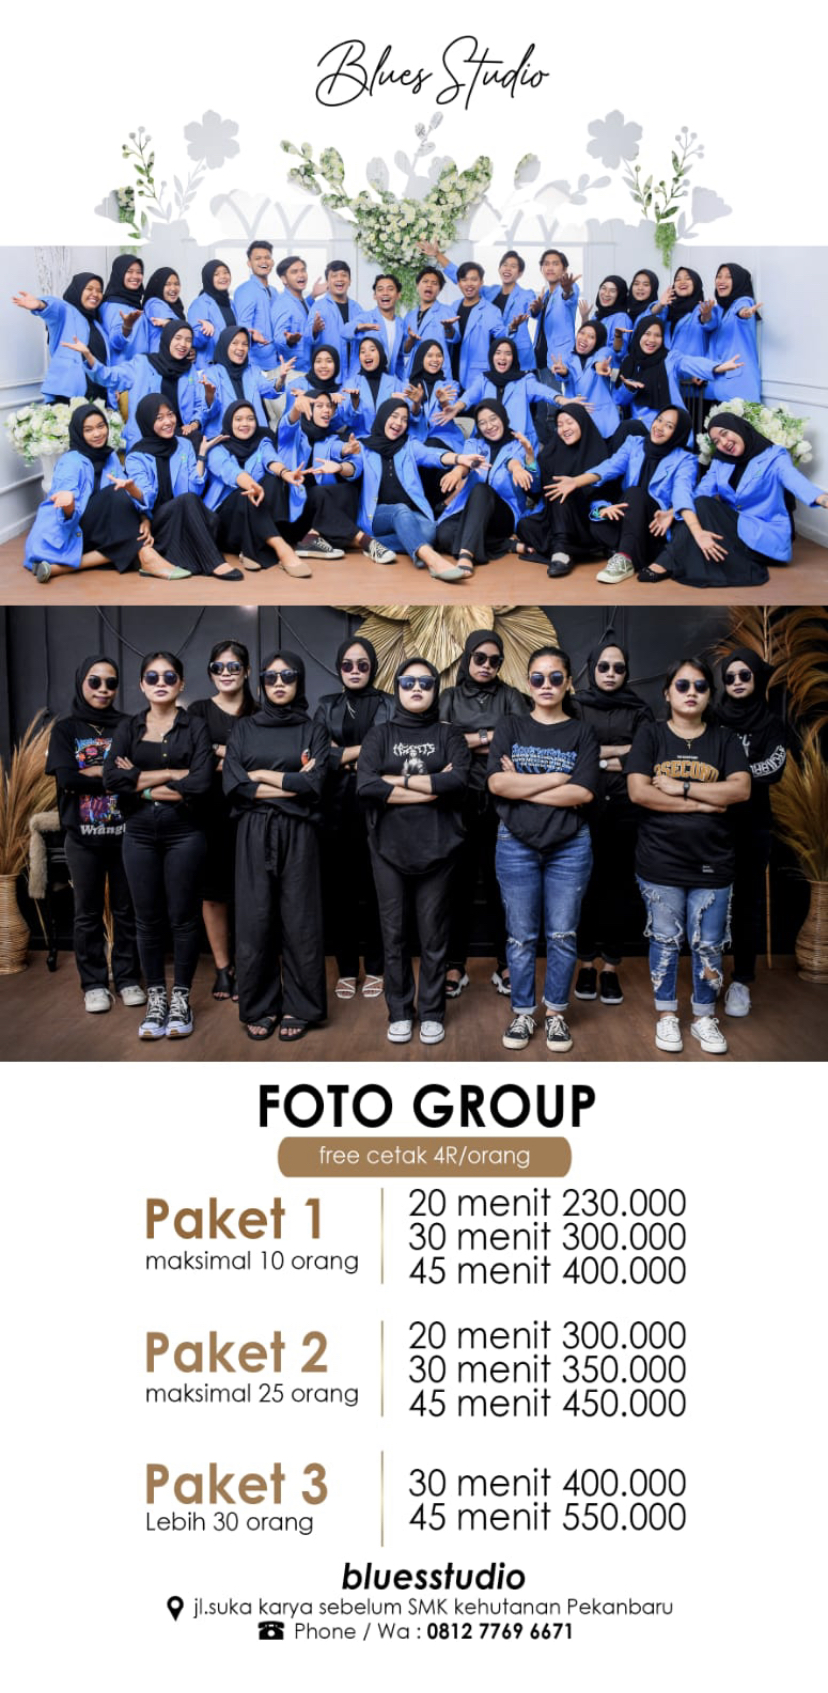 Blues Studio
Wrangl
FOTO GROUP
free cetak 4R/orang
Paket 1
maksimal 10 orang
20 menit 230.000
30 menit 300.000
45 menit 400.000
Paket 2
maksimal 25 orang
20 menit 300.000
30 menit 350.000
45 menit 450.000
Paket 3
Lebih 30 orang
30 menit 400.000
45 menit 550.000
bluesstudio
jl.suka karya sebelum SMK kehutanan Pekanbaru
Phone / Wa : 0812 7769 6671